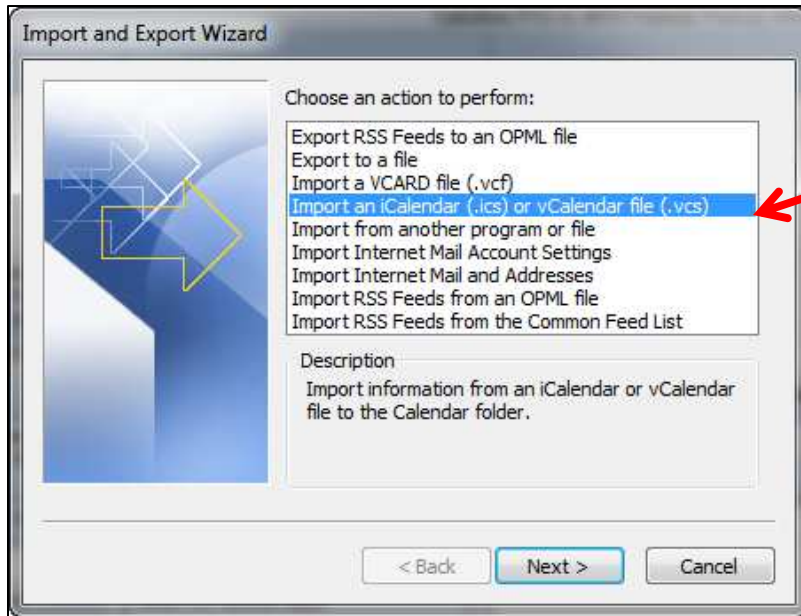 Import and Export Wizard
Choose an action to perform:
Export RSS Feeds to an OPML file
Export to a file
Import a VCARD file (.vcf)
Import an iCalendar (.ics) or vCalendar file (.vcs)
Import from another program or file
Import Internet Mail Account Settings
Import Internet Mail and Addresses
Import RSS Feeds from an OPML file
Import RSS Feeds from the Common Feed List
Description
Import information from an iCalendar or vCalendar
file to the Calendar folder.
< Back Next > Cancel